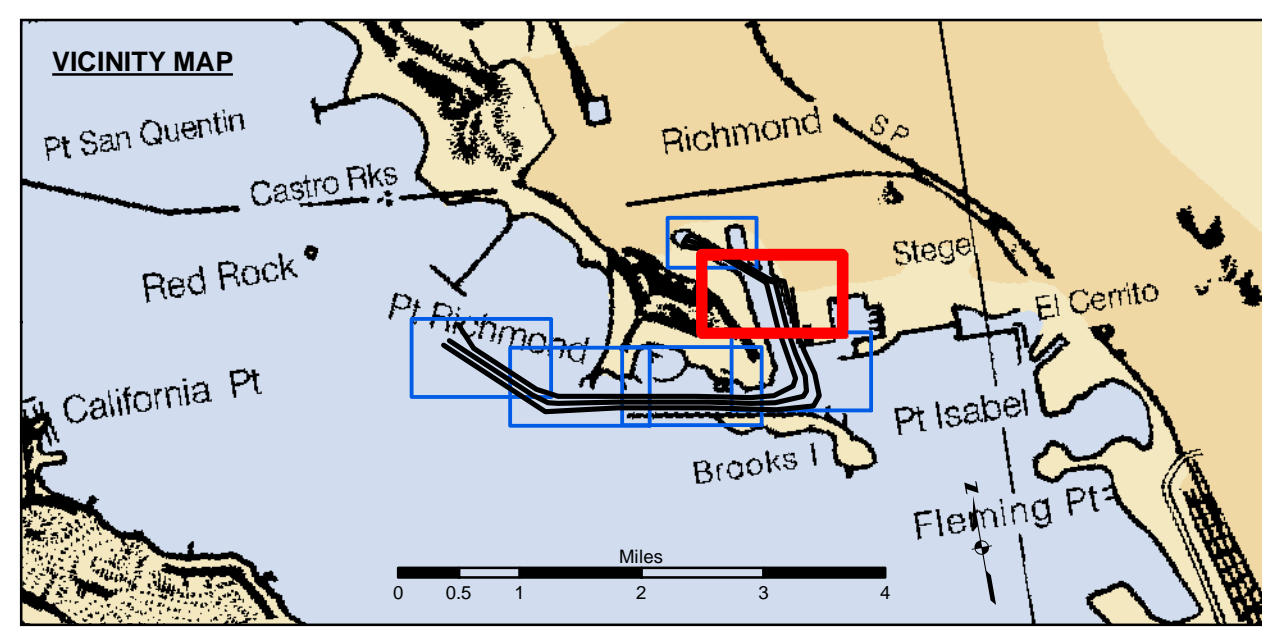 VICINITY MAP
Pt San Quentin
Richmond
S P
Castro Rks
Stege
Red Rock
El Cerrito
Pt Richmond
California Pt
Pt Isabel
Brooks I
N
Fleming Pt
Miles
0 0.5 1 2 3 4